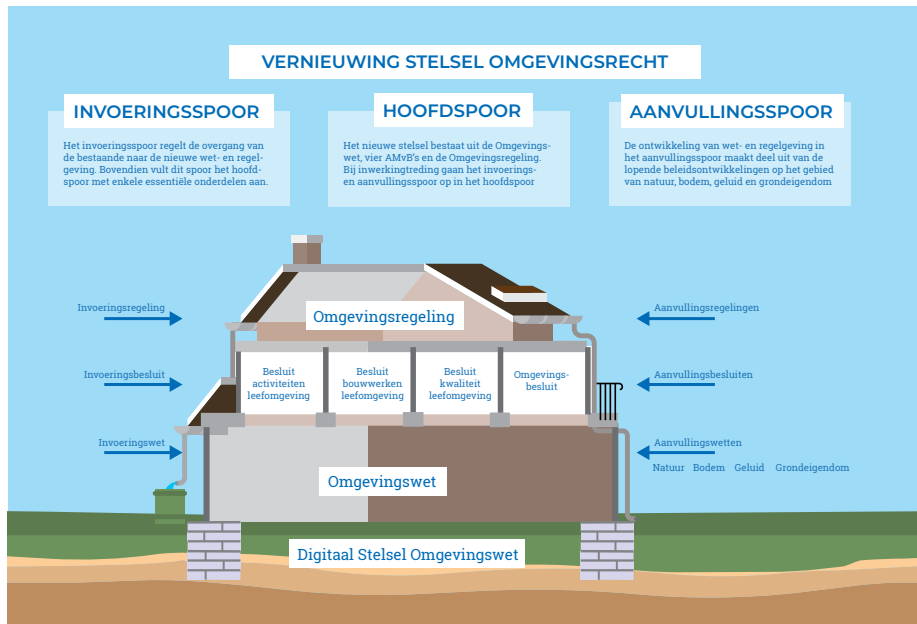 VERNIEUWING STELSEL OMGEVINGSRECHT
INVOERINGSSPOOR
Het invoeringsspoor regelt de overgang van
de bestaande naar de nieuwe wet- en regel-
geving. Bovendien vult dit spoor het hoofd-
spoor met enkele essentiële onderdelen aan.
HOOFDSPOOR
Het nieuwe stelsel bestaat uit de Omgevings-
wet, vier AMvB's en de Omgevingsregeling.
Bij inwerkingtreding gaan het invoerings-
en aanvullingsspoor op in het hoofdspoor
AANVULLINGSSPOOR
De ontwikkeling van wet- en regelgeving in
het aanvullingsspoor maakt deel uit van de
lopende beleidsontwikkelingen op het gebied
van natuur, bodem, geluid en grondeigendom
Invoeringsregeling
Omgevingsregeling
Aanvullingsregelingen
Invoeringsbesluit
Besluit
activiteiten
leefomgeving
Besluit
bouwwerken
leefomgeving
Besluit
kwaliteit
leefomgeving
Omgevings-
besluit
Aanvullingsbesluiten
Invoeringswet
Omgevingswet
Aanvullingswetten
Natuur Bodem Geluid Grondeigendom
Digitaal Stelsel Omgevingswet